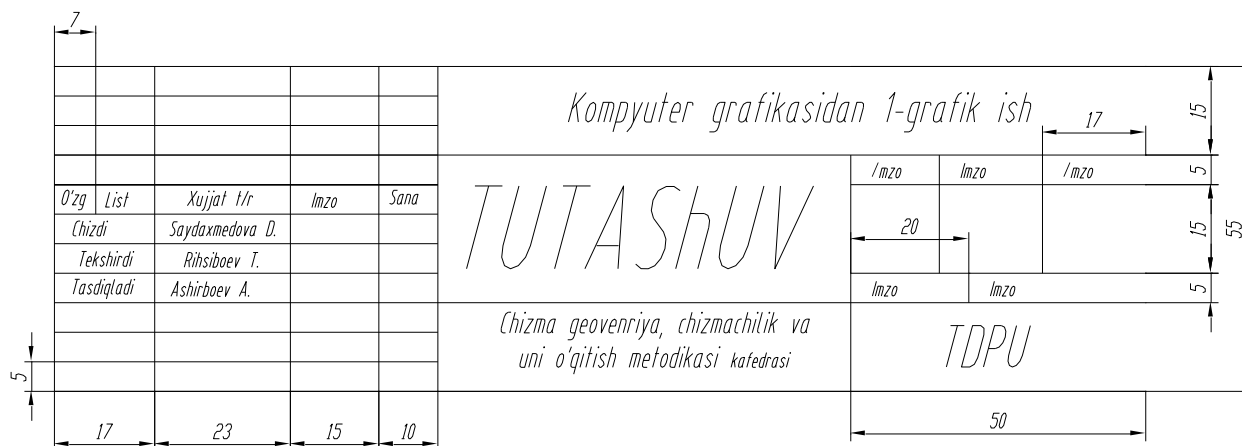 7
Kompyuter grafikasidan 1-grafik ish
15
17
Imzo Imzo Imzo
5
O'zg List Xujjat t/r Imzo Sana
TUTAShUV
Chizdi Saydaxmedova D.
20
15
55
Tekshirdi Rihsiboev T.
Tasdiqladi Ashirboev A.
Imzo Imzo
5
Chizma geovenriya, chizmachilik va
uni o'qitish metodikasi kafedrasi
TDPU
5
17 23 15 10
50